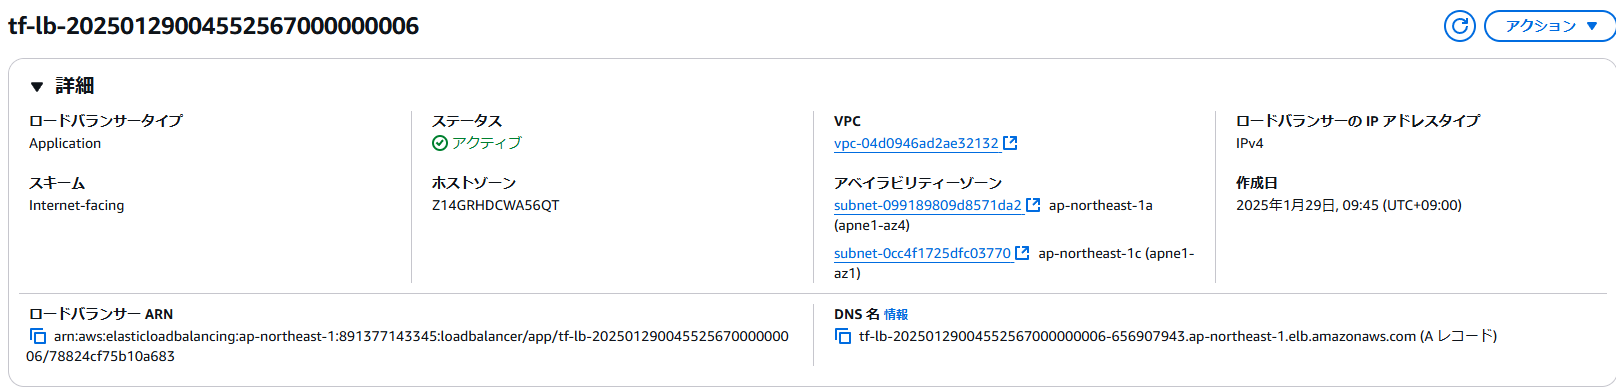 tf-lb-20250129004552567000000006
アクション
詳細
ロードバランサータイプ
Application
ステータス
アクティブ
VPC
vpc-04d0946ad2ae32132
ロードバランサーの IP アドレスタイプ
IPv4
スキーム
Internet-facing
ホストゾーン
Z14GRHDCWA56QT
アベイラビリティーゾーン
subnet-099189809d8571da2 ap-northeast-1a
(apne1-az4)
subnet-0cc4f1725dfc03770 ap-northeast-1c (apne1-
az1)
作成日
2025年1月29日, 09:45 (UTC+09:00)
ロードバランサー ARN
arn:aws:elasticloadbalancing:ap-northeast-1:891377143345:loadbalancer/app/tf-lb-202501290045525670000000
06/78824cf75b10a683
DNS 名 情報
tf-lb-20250129004552567000000006-656907943.ap-northeast-1.elb.amazonaws.com (A レコード)